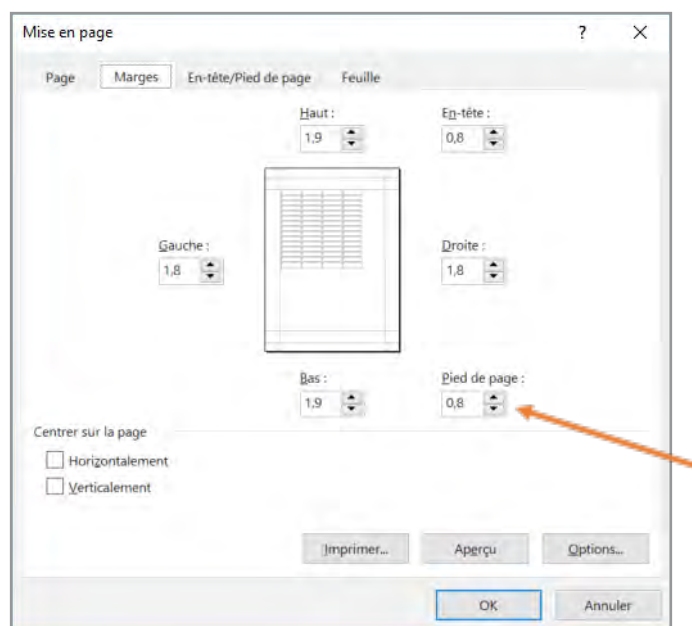 Mise en page ? ×
Page Marges En-tête/Pied de page Feuille
Haut : En-tête :
1,9 0,8
Gauche : Droite :
1,8 1,8
Bas : Pied de page :
1,9 0,8
Centrer sur la page
Horizontalement
Verticalement
Imprimer... Aperçu Options...
OK Annuler